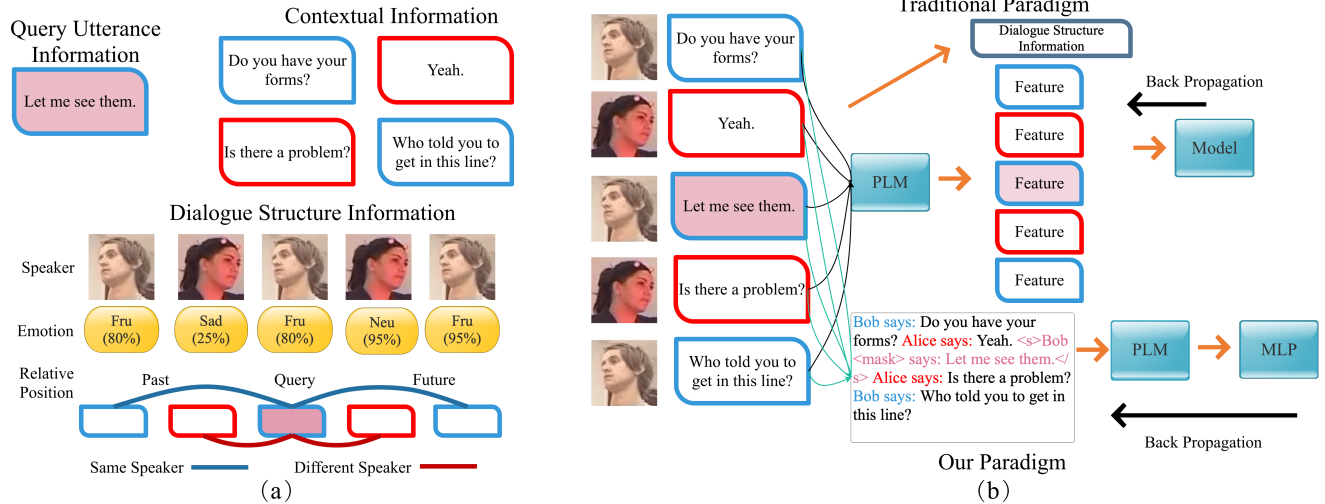 Query Utterance
Information
Let me see them.
Contextual Information
Do you have your
forms?
Yeah.
Is there a problem?
Who told you to
get in this line?
Dialogue Structure Information
Speaker
Emotion
Fru
(80%)
Sad
(25%)
Fru
(80%)
Neu
(95%)
Fru
(95%)
Relative
Position
Past
Query
Future
Same Speaker
Different Speaker
(a)
Do you have your
forms?
Yeah.
Let me see them.
Is there a problem?
Who told you to
get in this line?
PLM
Traditional Paradigm
Dialogue Structure
Information
Feature
Feature
Feature
Feature
Feature
Back Propagation
Model
Bob says: Do you have your
forms? Alice says: Yeah. <s>Bob
<mask> says: Let me see them.</
s> Alice says: Is there a problem?
Bob says: Who told you to get in
this line?
PLM
MLP
Back Propagation
Our Paradigm
(b)